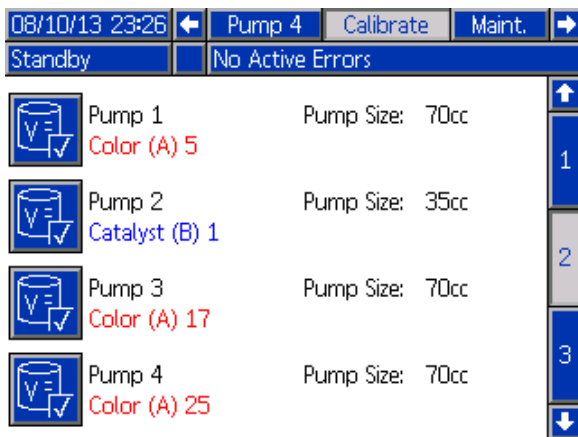 08/10/13 23:26 Pump 4 Calibrate Maint.
Standby No Active Errors
Pump 1 Pump Size: 70cc
Color (A) 5
1
Pump 2 Pump Size: 35cc
Catalyst (B) 1
2
Pump 3 Pump Size: 70cc
Color (A) 17
3
Pump 4 Pump Size: 70cc
Color (A) 25